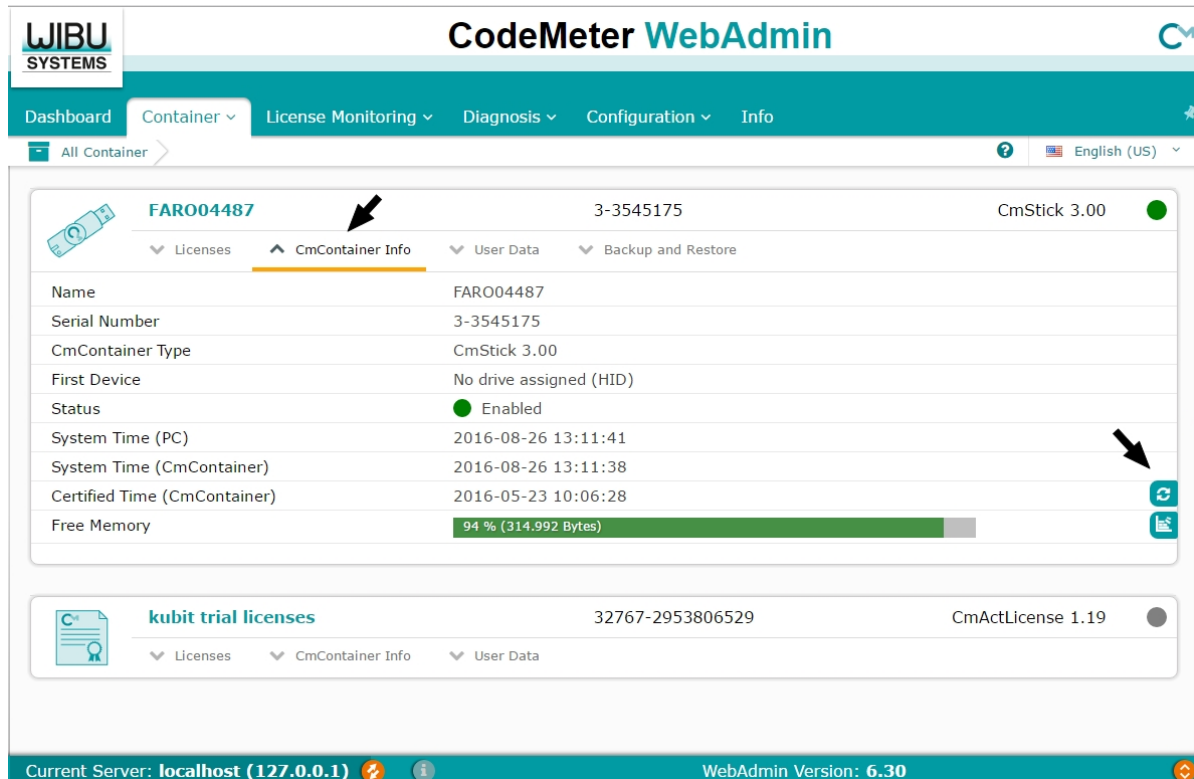 WIBU
SYSTEMS
CodeMeter WebAdmin
Dashboard Container License Monitoring Diagnosis Configuration Info
All Container English (US)
FARO04487 3-3545175 CmStick 3.00
Licenses CmContainer Info User Data Backup and Restore
Name FARO04487
Serial Number 3-3545175
CmContainer Type CmStick 3.00
First Device No drive assigned (HID)
Status Enabled
System Time (PC) 2016-08-26 13:11:41
System Time (CmContainer) 2016-08-26 13:11:38
Certified Time (CmContainer) 2016-05-23 10:06:28
Free Memory 94 % (314.992 Bytes)
kubit trial licenses 32767-2953806529 CmActLicense 1.19
Licenses CmContainer Info User Data
Current Server: localhost (127.0.0.1) WebAdmin Version: 6.30